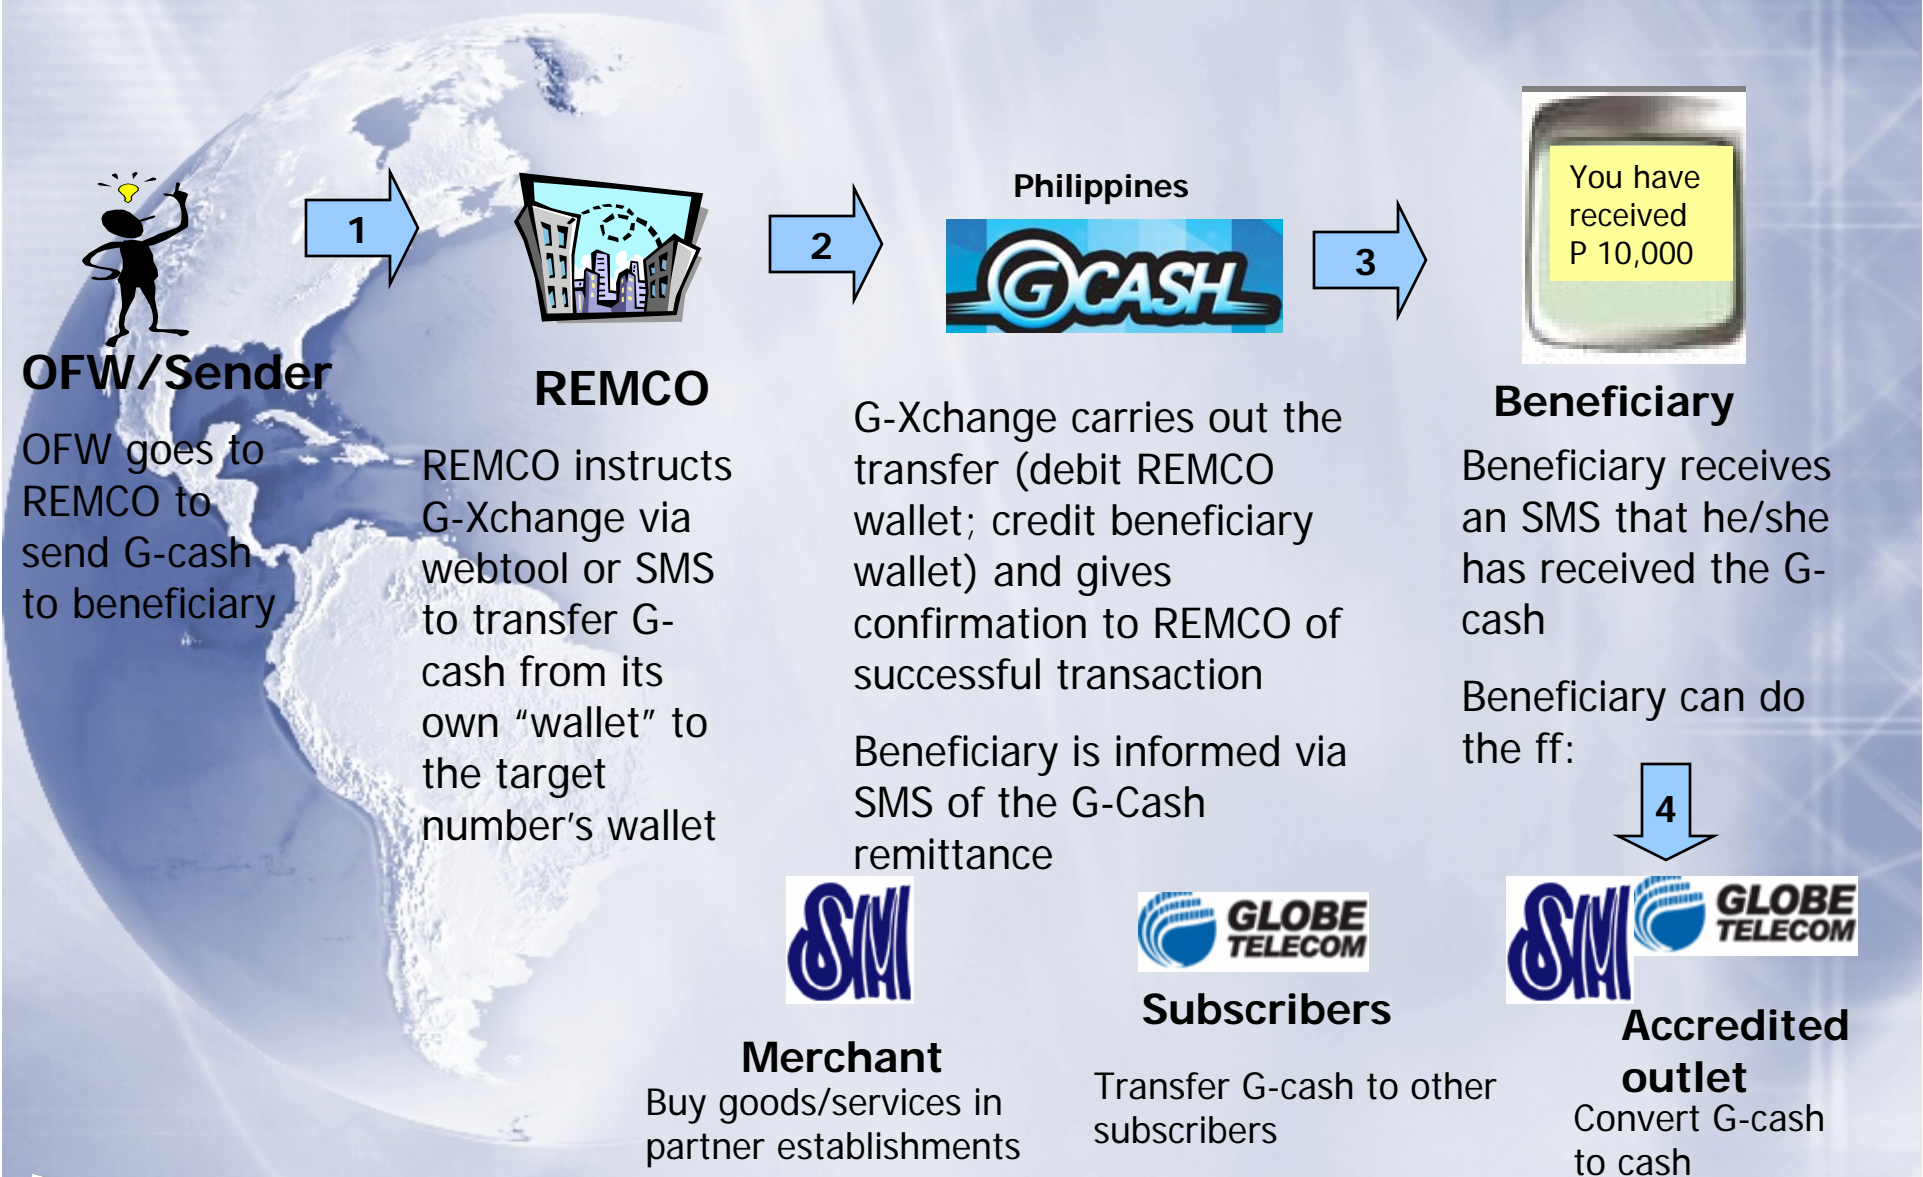 1
2
Philippines
GCASH
3
You have
received
P 10,000
OFW/Sender
OFW goes to
REMCO to
send G-cash
to beneficiary
REMCO
REMCO instructs
G-Xchange via
webtool or SMS
to transfer G-
cash from its
own “wallet” to
the target
number’s wallet
G-Xchange carries out the
transfer (debit REMCO
wallet; credit beneficiary
wallet) and gives
confirmation to REMCO of
successful transaction
Beneficiary is informed via
SMS of the G-Cash
remittance
Beneficiary
Beneficiary receives
an SMS that he/she
has received the G-
cash
Beneficiary can do
the ff:
4
SM
Merchant
Buy goods/services in
partner establishments
GLOBE
TELECOM
Subscribers
Transfer G-cash to other
subscribers
SM
GLOBE
TELECOM
Accredited
outlet
Convert G-cash
to cash